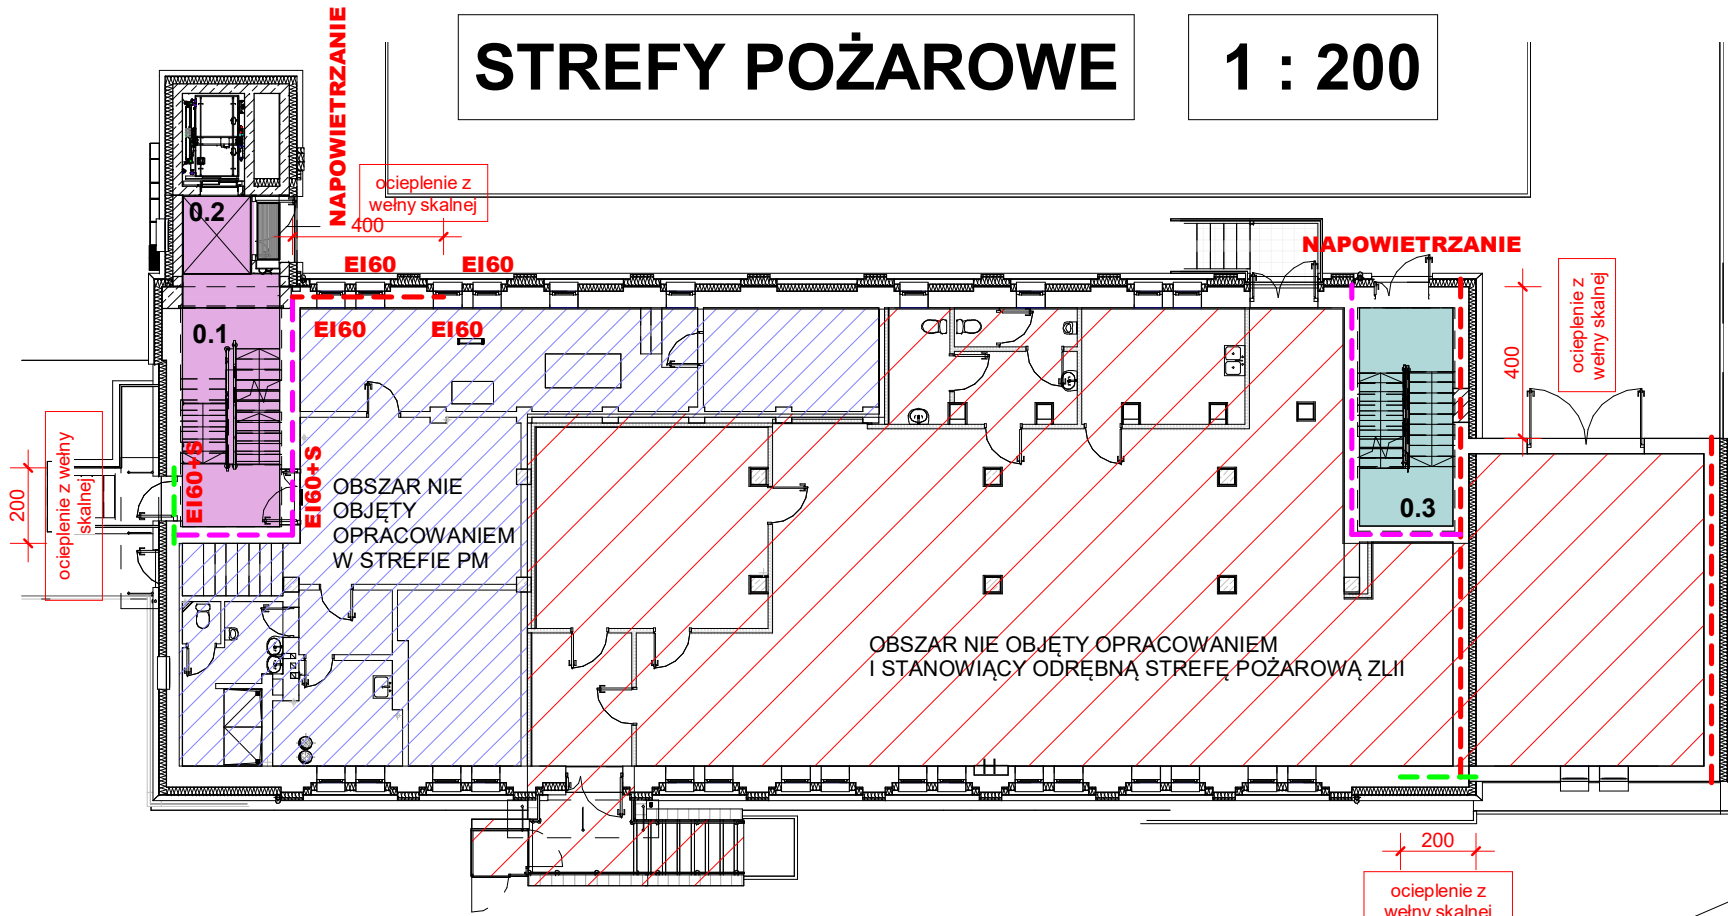 STREFY POŻAROWE
1 : 200
NAPOWIETRZANIE
ocieplenie z
wełny skalnej
400
0.2
NAPOWIETRZANIE
EI60
EI60
ocieplenie z
wełny skalnej
400
EI60
EI60
0.1
EI60+S
EI60+S
ocieplenie z wełny
skalnej
200
OBSZAR NIE
OBJĘTY
OPRACOWANIEM
W STREFIE PM
0.3
OBSZAR NIE OBJĘTY OPRACOWANIEM
I STANOWIĄCY ODRĘBNĄ STREFĘ POŻAROWĄ ZLII
200
ocieplenie z
wełny skalnej